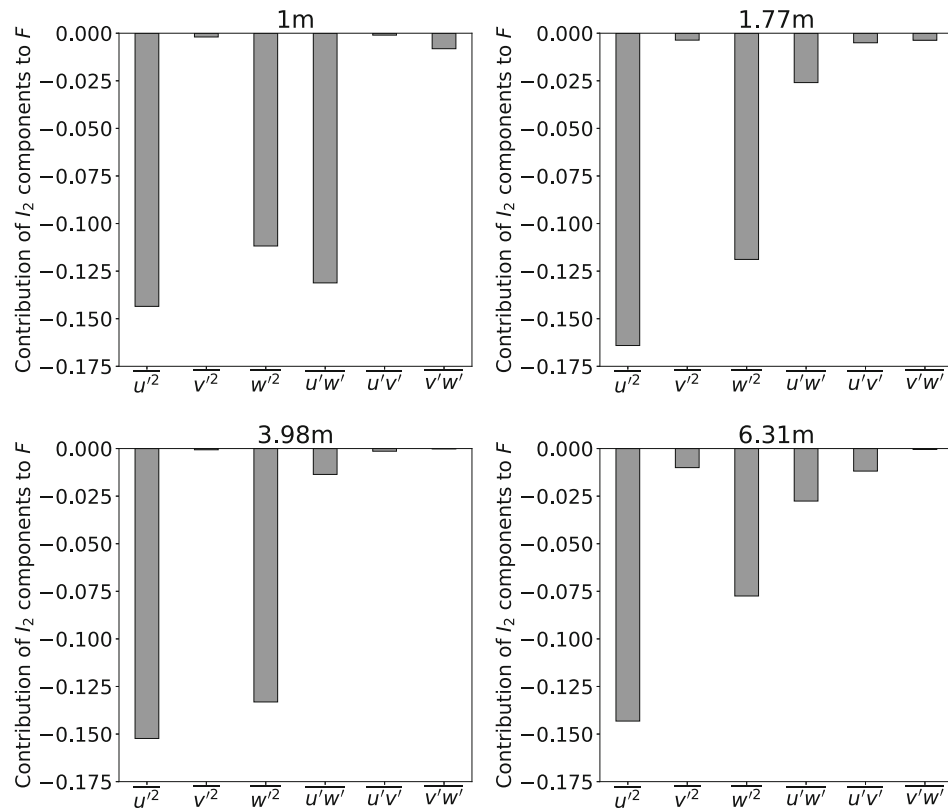 1m
Contribution of I₂ components to F
0.000
−0.025
−0.050
−0.075
−0.100
−0.125
−0.150
−0.175
u′² v′² w′² u′w′ u′v′ v′w′
1.77m
Contribution of I₂ components to F
0.000
−0.025
−0.050
−0.075
−0.100
−0.125
−0.150
−0.175
u′² v′² w′² u′w′ u′v′ v′w′
3.98m
Contribution of I₂ components to F
0.000
−0.025
−0.050
−0.075
−0.100
−0.125
−0.150
−0.175
u′² v′² w′² u′w′ u′v′ v′w′
6.31m
Contribution of I₂ components to F
0.000
−0.025
−0.050
−0.075
−0.100
−0.125
−0.150
−0.175
u′² v′² w′² u′w′ u′v′ v′w′